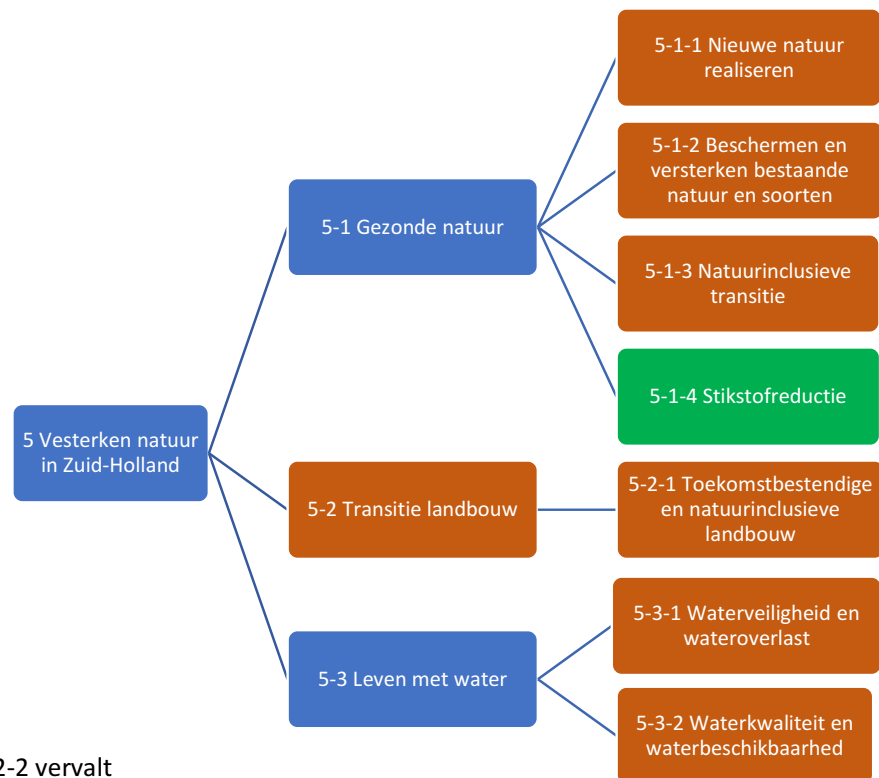 5 Vesterken natuur
in Zuid-Holland
5-1 Gezonde natuur
5-1-1 Nieuwe natuur
realiseren
5-1-2 Beschermen en
versterken bestaande
natuur en soorten
5-1-3 Natuurinclusieve
transitie
5-1-4 Stikstofreductie
5-2 Transitie landbouw
5-2-1 Toekomstbestendige
en natuurinclusieve
landbouw
5-3 Leven met water
5-3-1 Waterveiligheid en
wateroverlast
5-3-2 Waterkwaliteit en
waterbeschikbaarhed
2-2 vervalt